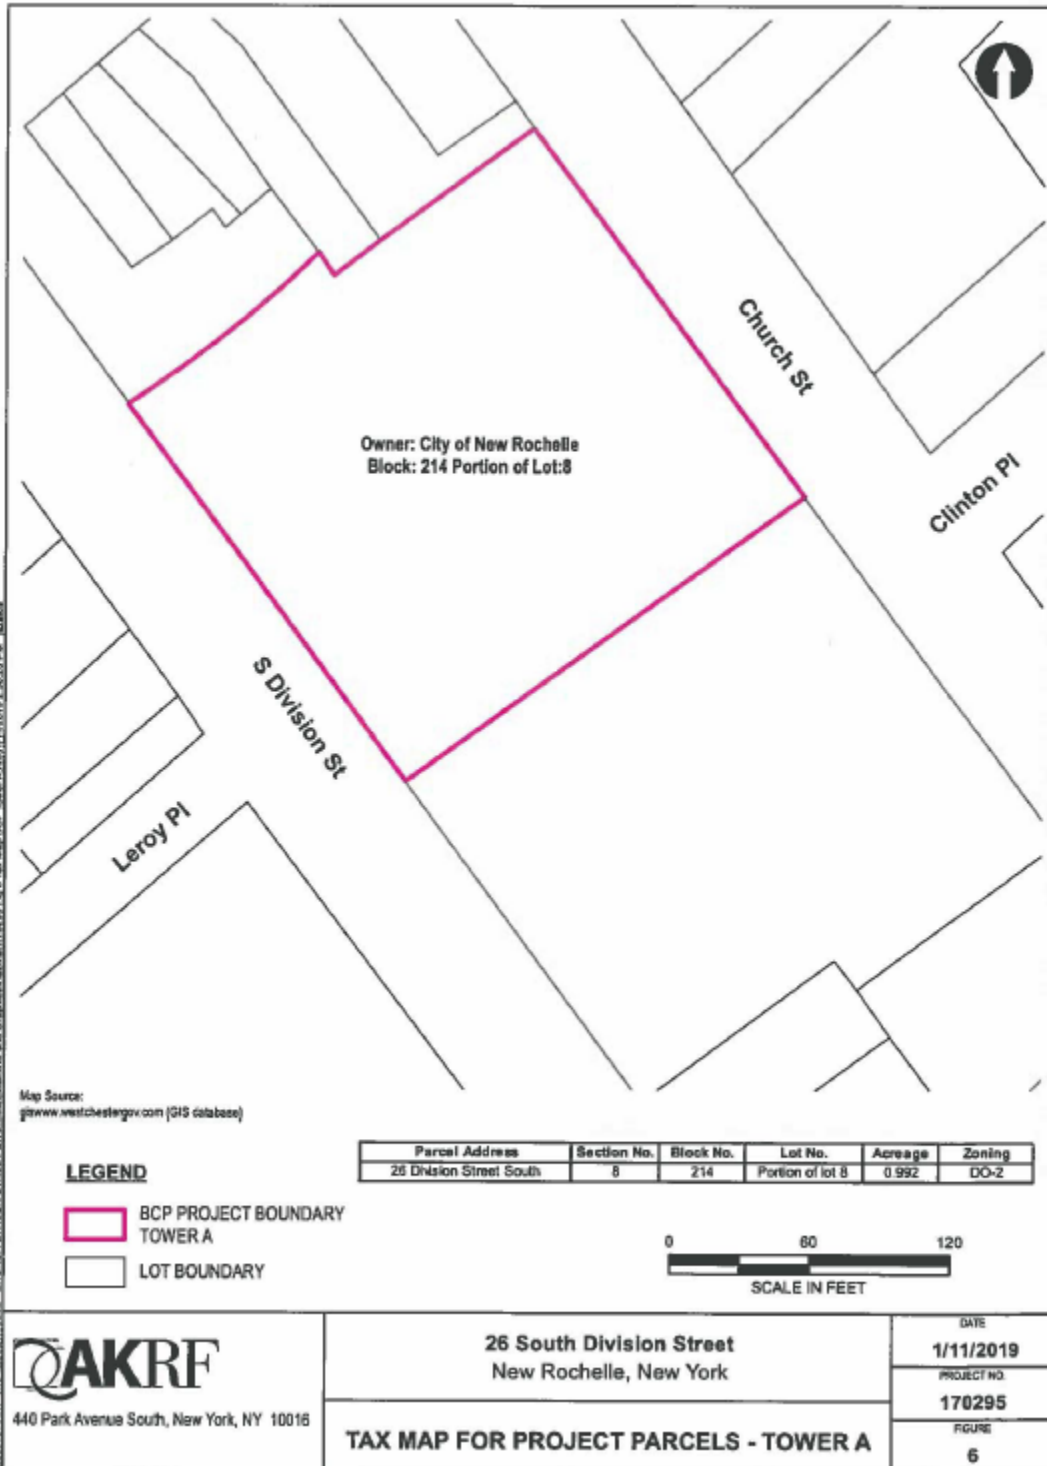 Church St
Owner: City of New Rochelle
Block: 214 Portion of Lot:8
Clinton Pl
S Division St
Leroy Pl
Map Source:
giswww.westchestergov.com (GIS database)
Parcel Address Section No. Block No. Lot No. Acreage Zoning
26 Division Street South 8 214 Portion of lot 8 0.992 DO-2
LEGEND
BCP PROJECT BOUNDARY
TOWER A
LOT BOUNDARY
0 60 120
SCALE IN FEET
AKRF
440 Park Avenue South, New York, NY 10016
26 South Division Street
New Rochelle, New York
TAX MAP FOR PROJECT PARCELS - TOWER A
DATE
1/11/2019
PROJECT NO.
170295
FIGURE
6